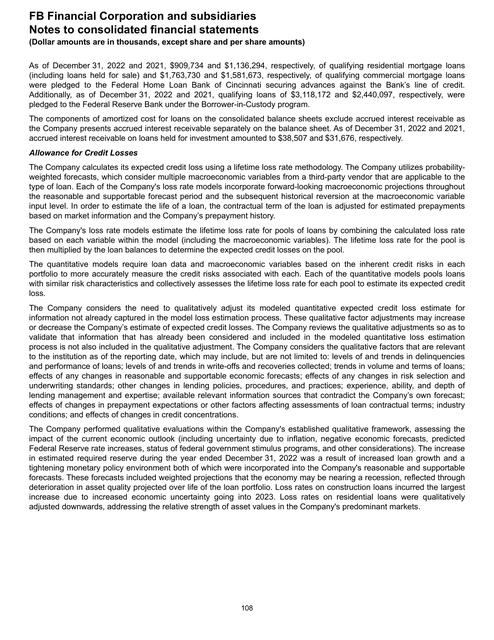 FB Financial Corporation and subsidiaries
Notes to consolidated financial statements
(Dollar amounts are in thousands, except share and per share amounts)
As of December 31, 2022 and 2021, $909,734 and $1,136,294, respectively, of qualifying residential mortgage loans
(including loans held for sale) and $1,763,730 and $1,581,673, respectively, of qualifying commercial mortgage loans
were pledged to the Federal Home Loan Bank of Cincinnati securing advances against the Bank's line of credit.
Additionally, as of December 31, 2022 and 2021, qualifying loans of $3,118,172 and $2,440,097, respectively, were
pledged to the Federal Reserve Bank under the Borrower-in-Custody program.
The components of amortized cost for loans on the consolidated balance sheets exclude accrued interest receivable as
the Company presents accrued interest receivable separately on the balance sheet. As of December 31, 2022 and 2021,
accrued interest receivable on loans held for investment amounted to $38,507 and $31,676, respectively.
Allowance for Credit Losses
The Company calculates its expected credit loss using a lifetime loss rate methodology. The Company utilizes probability-
weighted forecasts, which consider multiple macroeconomic variables from a third-party vendor that are applicable to the
type of loan. Each of the Company's loss rate models incorporate forward-looking macroeconomic projections throughout
the reasonable and supportable forecast period and the subsequent historical reversion at the macroeconomic variable
input level. In order to estimate the life of a loan, the contractual term of the loan is adjusted for estimated prepayments
based on market information and the Company's prepayment history.
The Company's loss rate models estimate the lifetime loss rate for pools of loans by combining the calculated loss rate
based on each variable within the model (including the macroeconomic variables). The lifetime loss rate for the pool is
then multiplied by the loan balances to determine the expected credit losses on the pool.
The quantitative models require loan data and macroeconomic variables based on the inherent credit risks in each
portfolio to more accurately measure the credit risks associated with each. Each of the quantitative models pools loans
with similar risk characteristics and collectively assesses the lifetime loss rate for each pool to estimate its expected credit
loss.
The Company considers the need to qualitatively adjust its modeled quantitative expected credit loss estimate for
information not already captured in the model loss estimation process. These qualitative factor adjustments may increase
or decrease the Company's estimate of expected credit losses. The Company reviews the qualitative adjustments so as to
validate that information that has already been considered and included in the modeled quantitative loss estimation
process is not also included in the qualitative adjustment. The Company considers the qualitative factors that are relevant
to the institution as of the reporting date, which may include, but are not limited to: levels of and trends in delinquencies
and performance of loans; levels of and trends in write-offs and recoveries collected; trends in volume and terms of loans;
effects of any changes in reasonable and supportable economic forecasts; effects of any changes in risk selection and
underwriting standards; other changes in lending policies, procedures, and practices; experience, ability, and depth of
lending management and expertise; available relevant information sources that contradict the Company's own forecast;
effects of changes in prepayment expectations or other factors affecting assessments of loan contractual terms; industry
conditions; and effects of changes in credit concentrations.
The Company performed qualitative evaluations within the Company's established qualitative framework, assessing the
impact of the current economic outlook (including uncertainty due to inflation, negative economic forecasts, predicted
Federal Reserve rate increases, status of federal government stimulus programs, and other considerations). The increase
in estimated required reserve during the year ended December 31, 2022 was a result of increased loan growth and a
tightening monetary policy environment both of which were incorporated into the Company's reasonable and supportable
forecasts. These forecasts included weighted projections that the economy may be nearing a recession, reflected through
deterioration in asset quality projected over life of the loan portfolio. Loss rates on construction loans incurred the largest
increase due to increased economic uncertainty going into 2023. Loss rates on residential loans were qualitatively
adjusted downwards, addressing the relative strength of asset values in the Company's predominant markets.
108